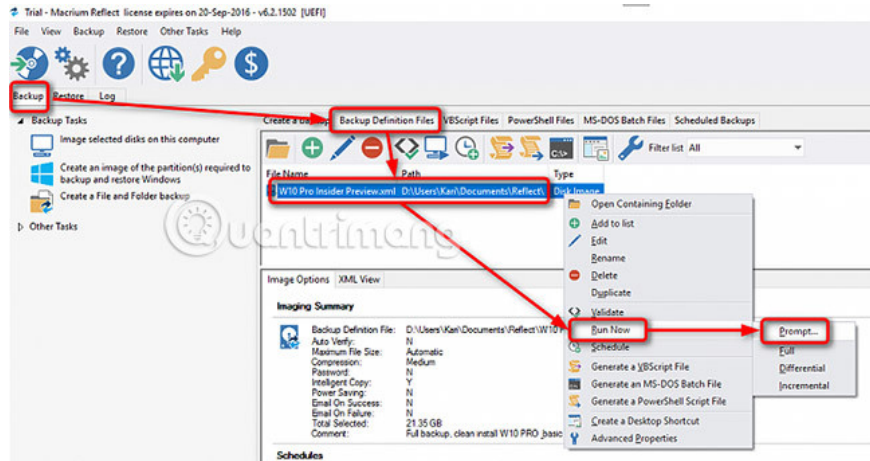 Trial - Macrium Reflect license expires on 20-Sep-2016 - v6.2.1502 [UEFI]
File View Backup Restore Other Tasks Help
Backup Restore Log
Backup Tasks
Image selected disks on this computer
Create an image of the partition(s) required to
backup and restore Windows
Create a File and Folder backup
Other Tasks
Create a Backup Definition Files VBScript Files PowerShell Files MS-DOS Batch Files Scheduled Backups
C:\>
Filter list All
File Name Path Type
W10 Pro Insider Preview.xml D:\Users\Kari\Documents\Reflect\ Disk Image
Open Containing Folder
Add to list
Edit
Rename
Delete
Duplicate
Validate
Run Now
Schedule
Generate a VBScript File
Generate an MS-DOS Batch File
Generate a PowerShell Script File
Create a Desktop Shortcut
Advanced Properties
Prompt...
Full
Differential
Incremental
Quantrimang
Image Options XML View
Imaging Summary
Backup Definition File: D:\Users\Kari\Documents\Reflect\W10
Auto Verify: N
Maximum File Size: Automatic
Compression: Medium
Password: N
Intelligent Copy: Y
Power Saving: N
Email On Success: N
Email On Failure: N
Total Selected: 21.35 GB
Comment: Full backup, clean install W10 PRO_basic
Schedules